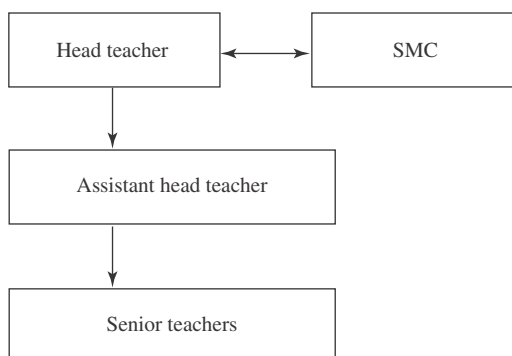 Head teacher
SMC
Assistant head teacher
Senior teachers